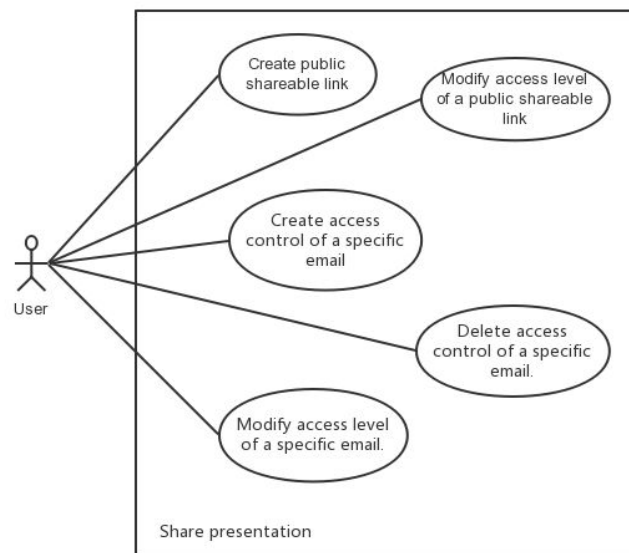 Create public
shareable link
Modify access level
of a public shareable
link
Create access
control of a specific
email
User
Delete access
control of a specific
email.
Modify access level
of a specific email.
Share presentation